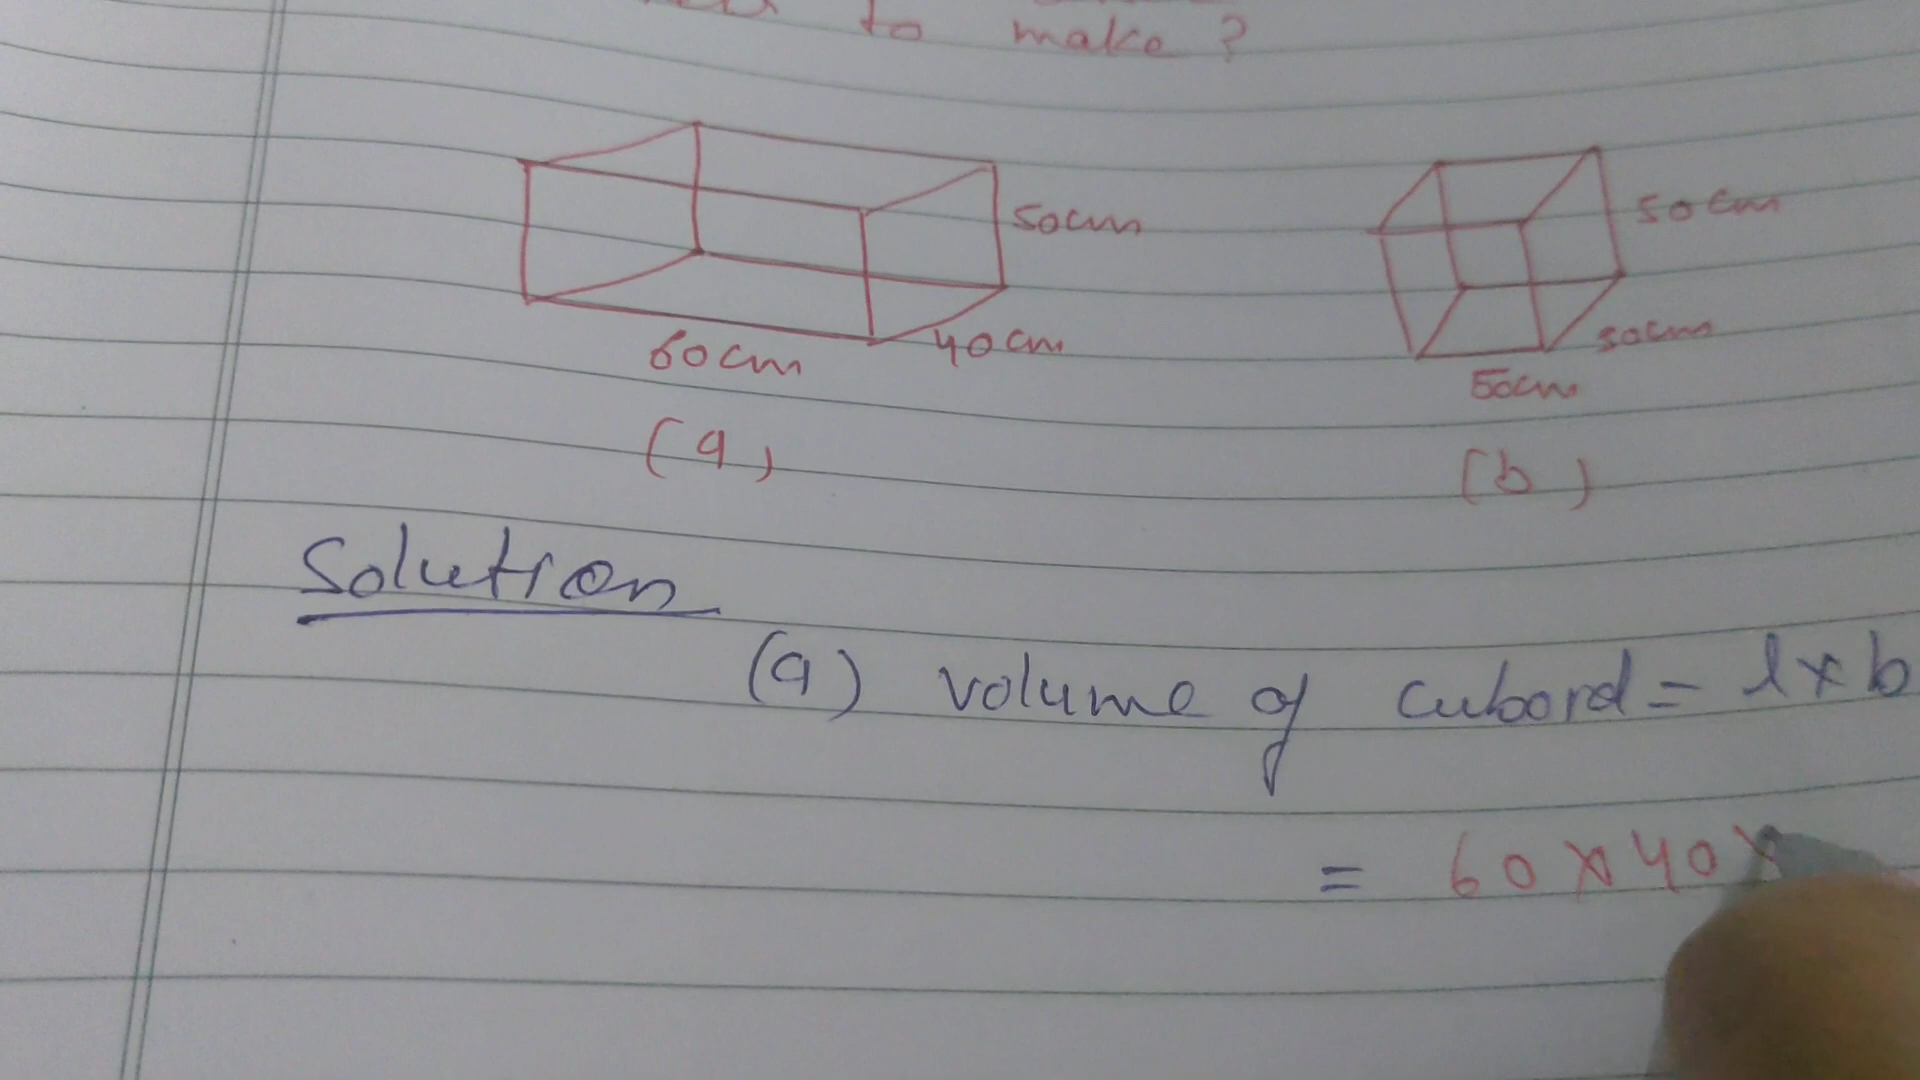 to make ?
50cm 50cm
60cm 40cm 50cm
50cm
(a) (b)
Solution
(a) volume of cuboid = l x b
= 60 x 40 x